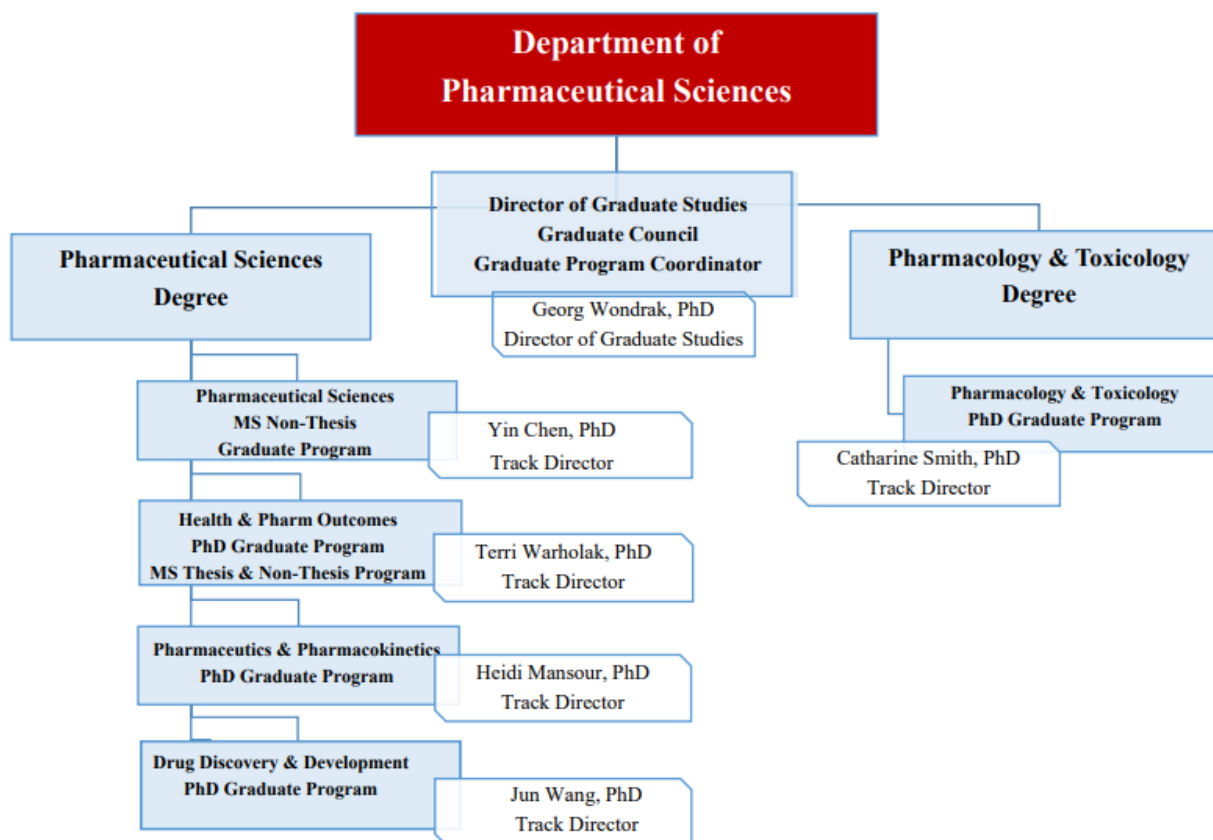 Department of
Pharmaceutical Sciences
Director of Graduate Studies
Graduate Council
Graduate Program Coordinator
Georg Wondrak, PhD
Director of Graduate Studies
Pharmaceutical Sciences
Degree
Pharmaceutical Sciences
MS Non-Thesis
Graduate Program
Yin Chen, PhD
Track Director
Health & Pharm Outcomes
PhD Graduate Program
MS Thesis & Non-Thesis Program
Terri Warholak, PhD
Track Director
Pharmaceutics & Pharmacokinetics
PhD Graduate Program
Heidi Mansour, PhD
Track Director
Drug Discovery & Development
PhD Graduate Program
Jun Wang, PhD
Track Director
Pharmacology & Toxicology
Degree
Pharmacology & Toxicology
PhD Graduate Program
Catharine Smith, PhD
Track Director